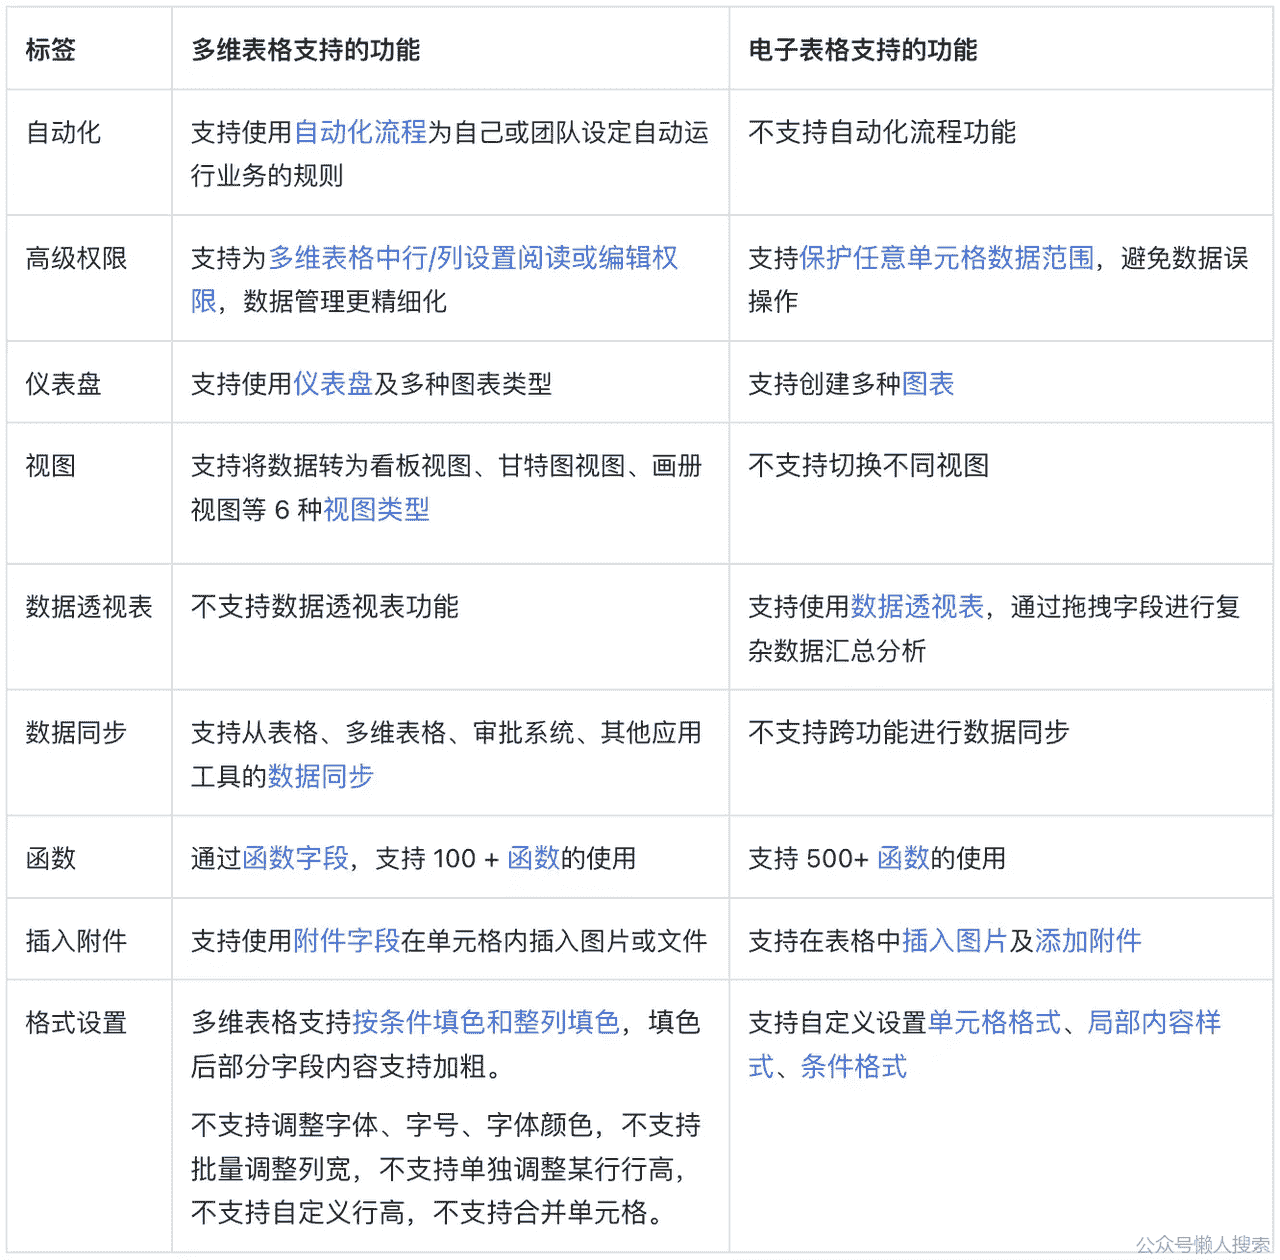 标签
多维表格支持的功能
电子表格支持的功能
自动化
支持使用自动化流程为自己或团队设定自动运
行业务的规则
不支持自动化流程功能
高级权限
支持为多维表格中行/列设置阅读或编辑权
限，数据管理更精细化
支持保护任意单元格数据范围，避免数据误
操作
仪表盘
支持使用仪表盘及多种图表类型
支持创建多种图表
视图
支持将数据转为看板视图、甘特图视图、画册
视图等 6 种视图类型
不支持切换不同视图
数据透视表
不支持数据透视表功能
支持使用数据透视表，通过拖拽字段进行复
杂数据汇总分析
数据同步
支持从表格、多维表格、审批系统、其他应用
工具的数据同步
不支持跨功能进行数据同步
函数
通过函数字段，支持 100 + 函数的使用
支持 500+ 函数的使用
插入附件
支持使用附件字段在单元格内插入图片或文件
支持在表格中插入图片及添加附件
格式设置
多维表格支持按条件填色和整列填色，填色
后部分字段内容支持加粗。
不支持调整字体、字号、字体颜色，不支持
批量调整列宽，不支持单独调整某行行高，
不支持自定义行高，不支持合并单元格。
支持自定义设置单元格格式、局部内容样
式、条件格式
公众号懒人搜索